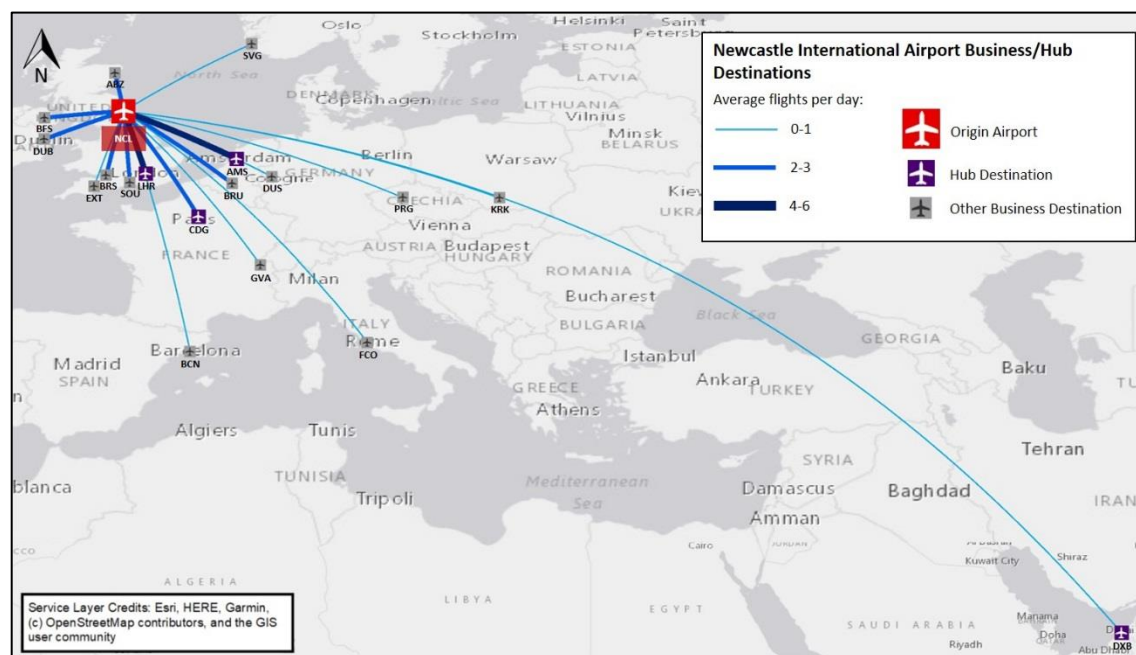 Newcastle International Airport Business/Hub
Destinations
Average flights per day:
0-1
2-3
4-6
Origin Airport
Hub Destination
Other Business Destination
N
Oslo
Helsinki
Saint
Petersburg
Stockholm
ESTONIA
SVG
North Sea
LATVIA
ABZ
DENMARK
Copenhagen
LITHUANIA
Vilnius
UNITED
BFS
Minsk
BELARUS
Dublin
DUB
NCL
Amsterdam
Berlin
Warsaw
AMS
London
LHR
BRS
SOU
EXT
BRU
DUS
Cologne
GERMANY
PRG
CZECHIA
KRK
Paris
CDG
Vienna
FRANCE
AUSTRIA
Budapest
HUNGARY
GVA
Milan
ROMANIA
Bucharest
Black Sea
ITALY
BULGARIA
GEORGIA
Rome
FCO
Barcelona
BCN
Istanbul
Madrid
SPAIN
Ankara
TURKEY
Baku
GREECE
Athens
Algiers
Tunis
Tehran
SYRIA
TUNISIA
Mediterranean
Sea
Damascus
Baghdad
IRAN
blanca
Tripoli
Amman
Cairo
JORDAN
Kuwait City
Shiraz
ALGERIA
LIBYA
EGYPT
Manama
SAUDI ARABIA
Doha
QATAR
DXB
Riyadh
Abu Dhabi
Service Layer Credits: Esri, HERE, Garmin,
(c) OpenStreetMap contributors, and the GIS
user community